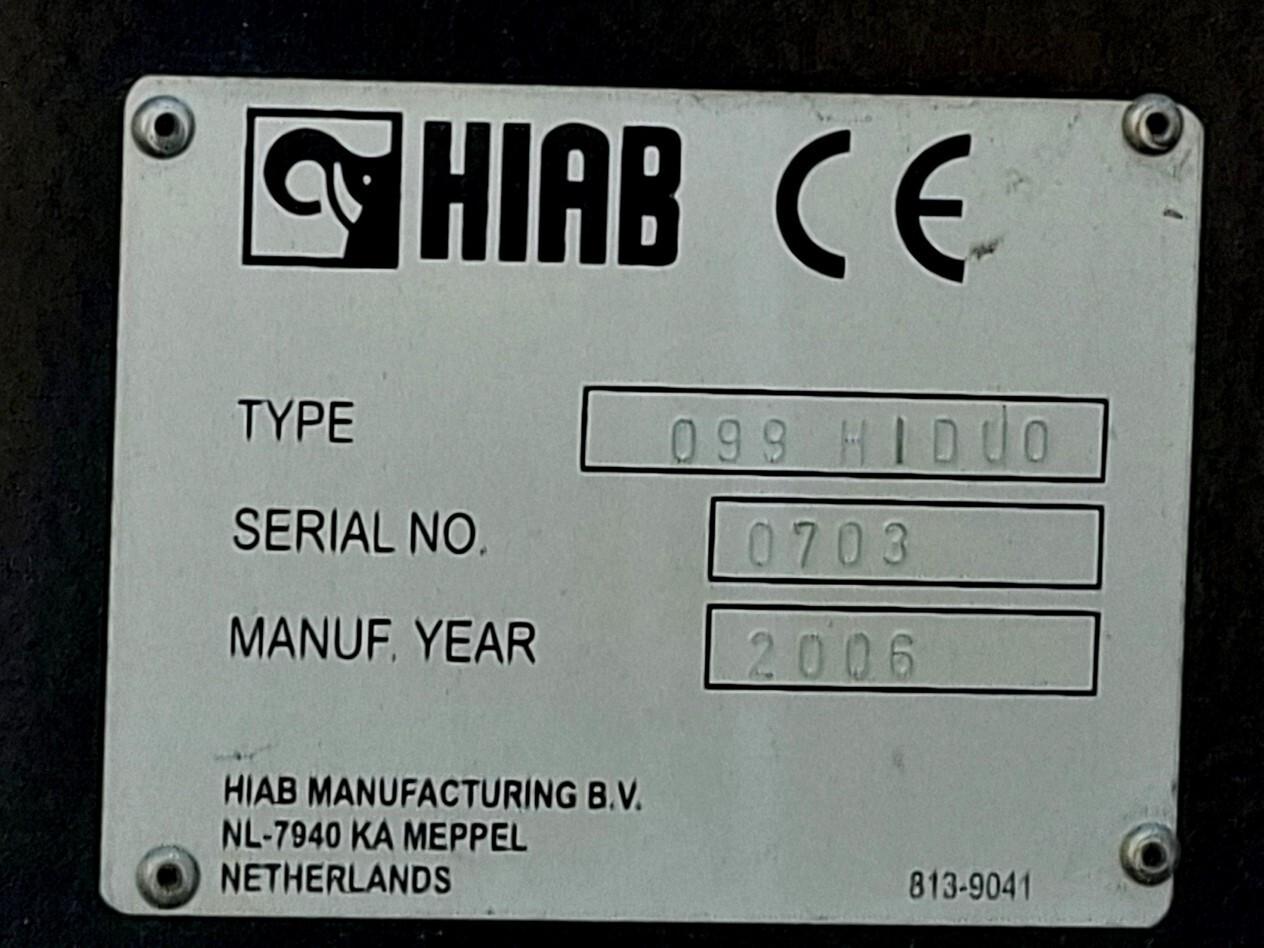 HIAB CE
TYPE 099 HIDUO
SERIAL NO. 0703
MANUF. YEAR 2006
HIAB MANUFACTURING B.V.
NL-7940 KA MEPPEL
NETHERLANDS 813-9041